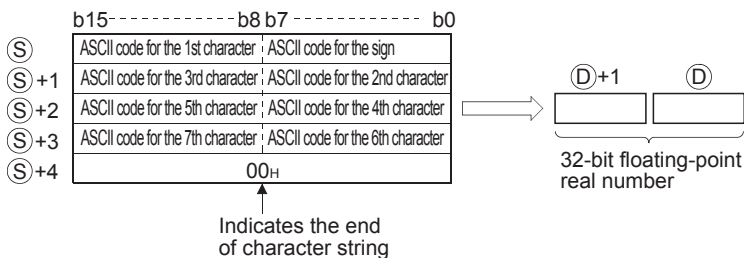 b15 ----------- b8 b7 ----------- b0
Ⓢ ASCII code for the 1st character ASCII code for the sign
Ⓢ+1 ASCII code for the 3rd character ASCII code for the 2nd character
Ⓢ+2 ASCII code for the 5th character ASCII code for the 4th character
Ⓢ+3 ASCII code for the 7th character ASCII code for the 6th character
Ⓢ+4 00H
Ⓓ+1 Ⓓ
32-bit floating-point
real number
Indicates the end
of character string